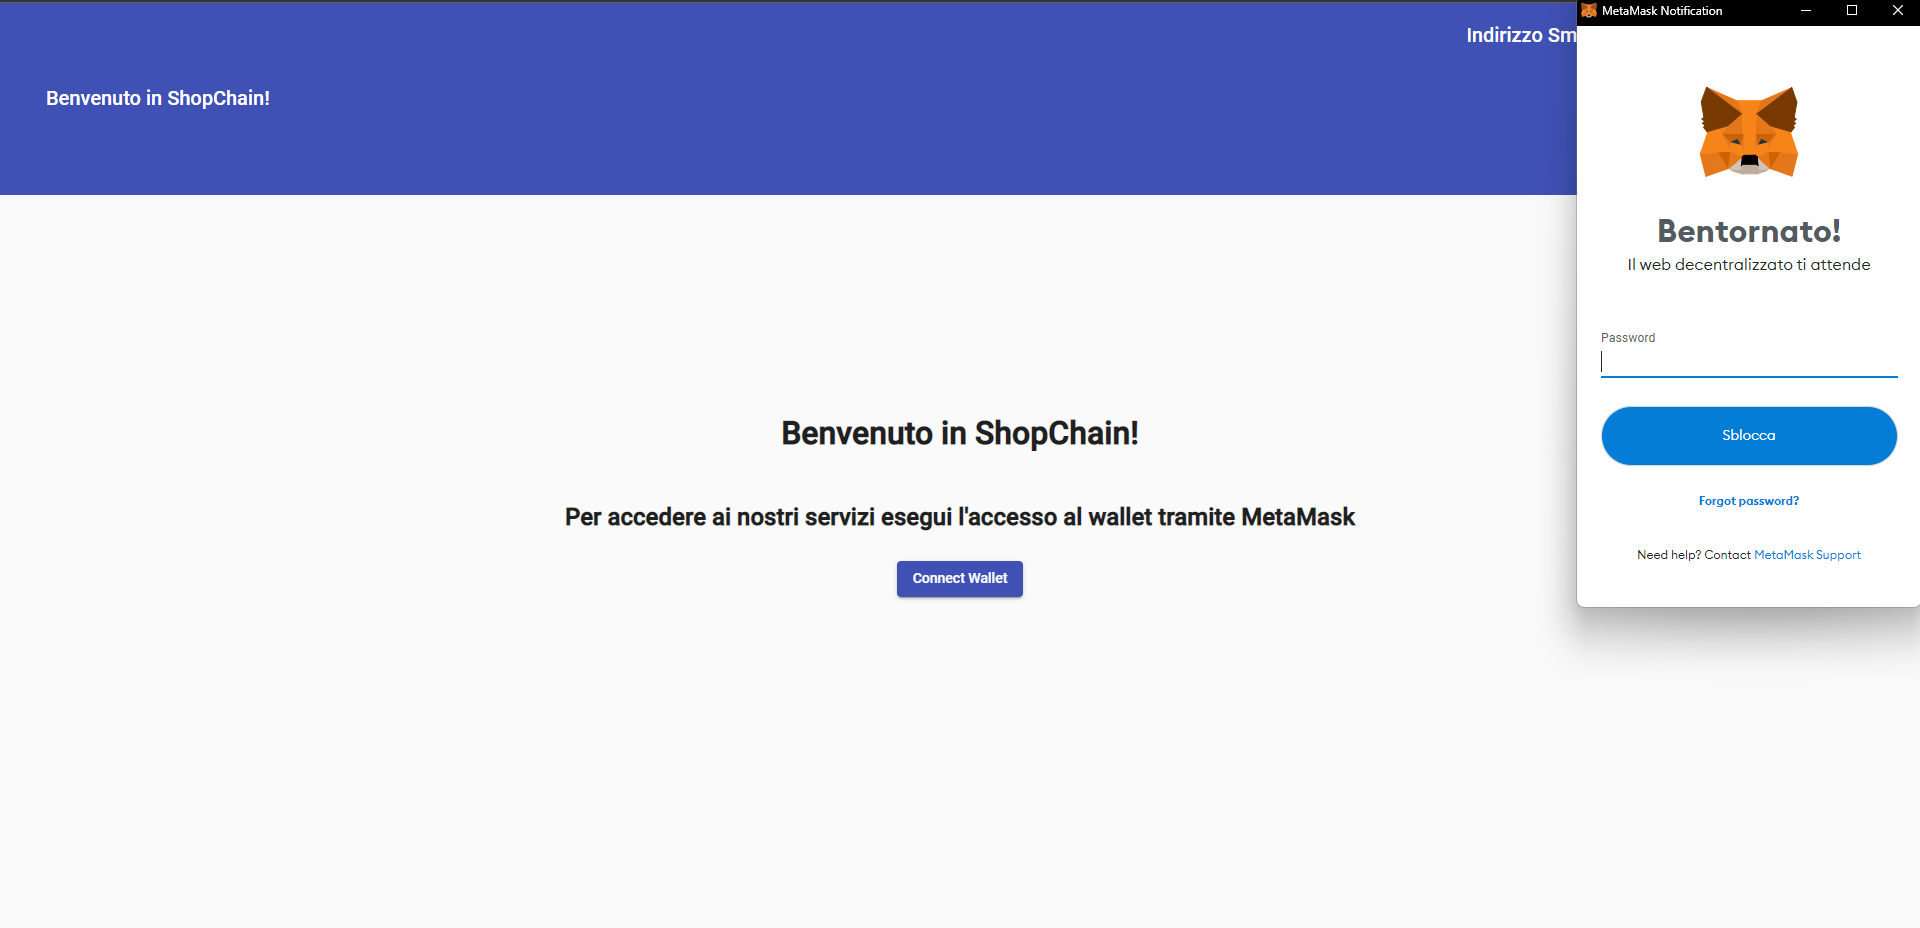 MetaMask Notification
Indirizzo Sm
Benvenuto in ShopChain!
Bentornato!
Il web decentralizzato ti attende
Password
Sblocca
Forgot password?
Need help? Contact MetaMask Support
Benvenuto in ShopChain!
Per accedere ai nostri servizi esegui l'accesso al wallet tramite MetaMask
Connect Wallet